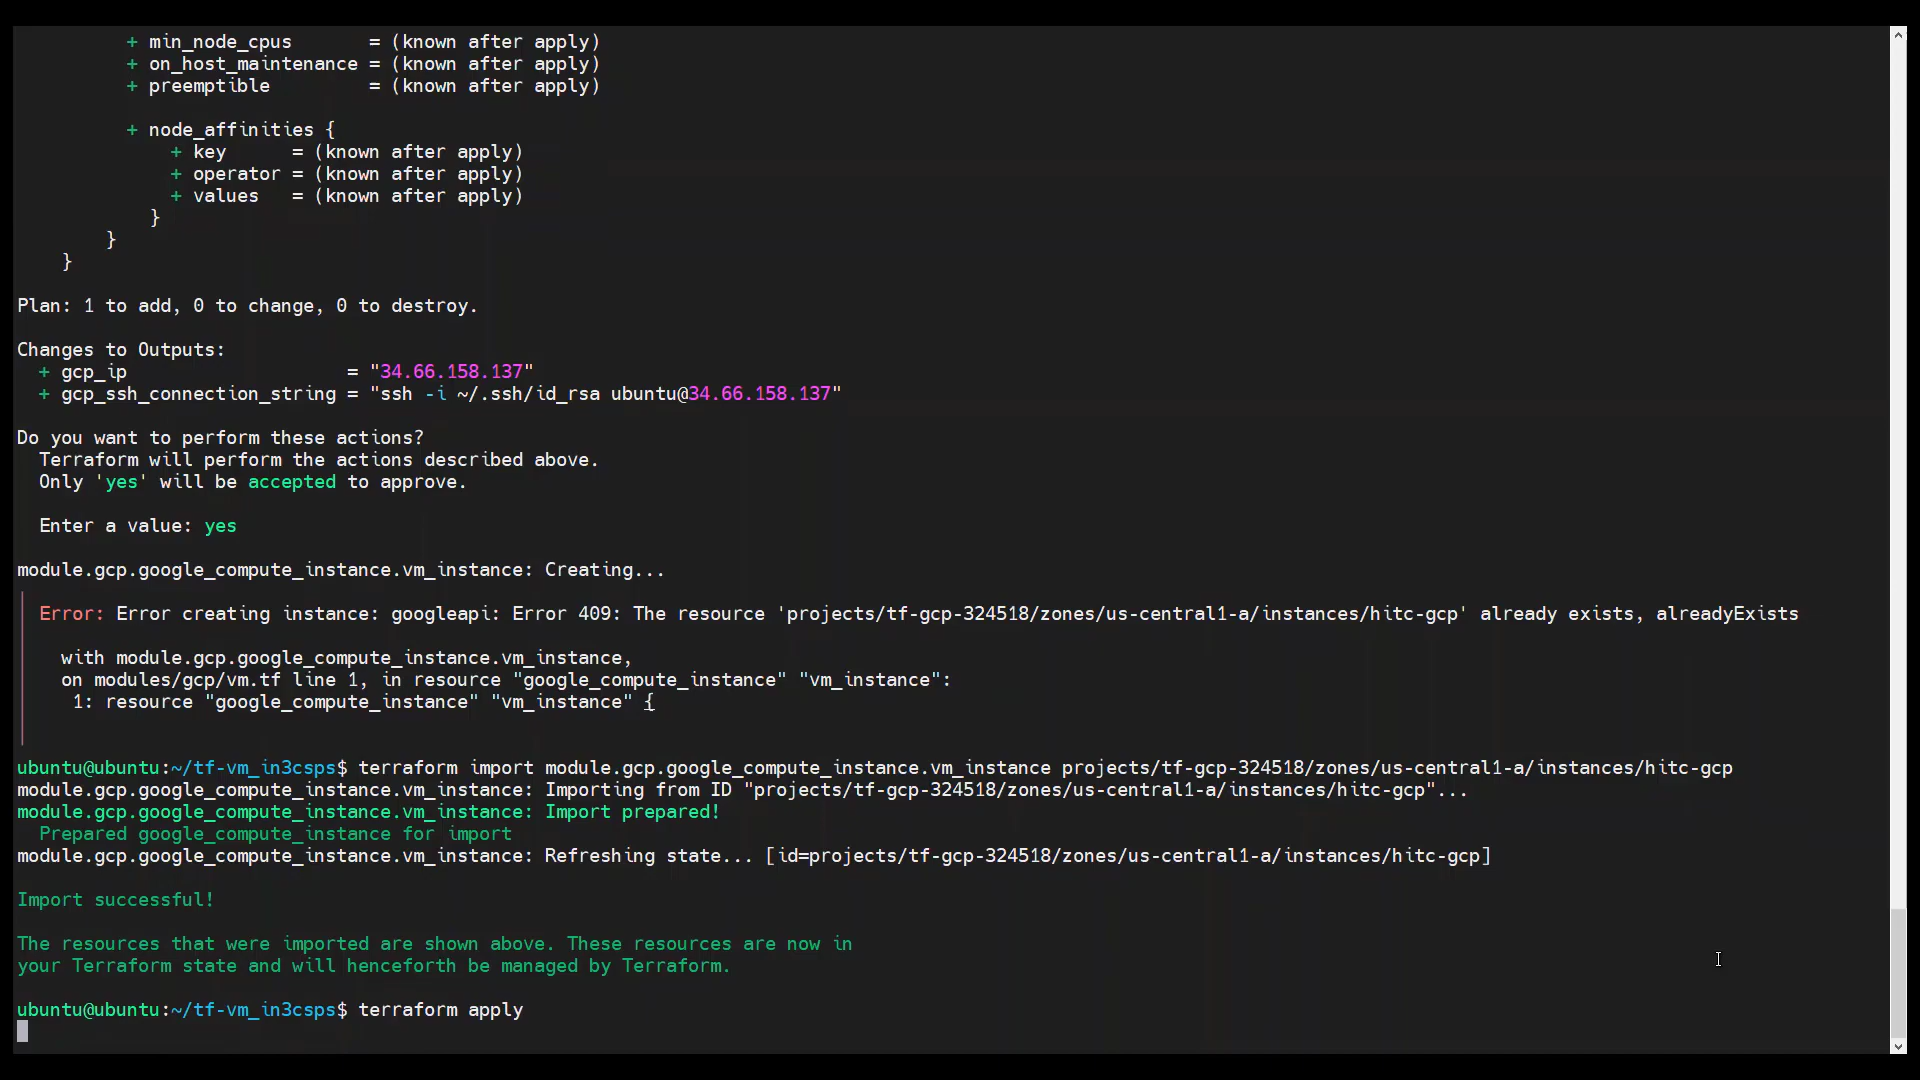 + min_node_cpus       = (known after apply)
+ on_host_maintenance = (known after apply)
+ preemptible         = (known after apply)
+ node_affinities {
+ key      = (known after apply)
+ operator = (known after apply)
+ values   = (known after apply)
}
}
}
Plan: 1 to add, 0 to change, 0 to destroy.
Changes to Outputs:
+ gcp_ip                    = "34.66.158.137"
+ gcp_ssh_connection_string = "ssh -i ~/.ssh/id_rsa ubuntu@34.66.158.137"
Do you want to perform these actions?
Terraform will perform the actions described above.
Only 'yes' will be accepted to approve.
Enter a value: yes
module.gcp.google_compute_instance.vm_instance: Creating...
Error: Error creating instance: googleapi: Error 409: The resource 'projects/tf-gcp-324518/zones/us-central1-a/instances/hitc-gcp' already exists, alreadyExists
with module.gcp.google_compute_instance.vm_instance,
on modules/gcp/vm.tf line 1, in resource "google_compute_instance" "vm_instance":
1: resource "google_compute_instance" "vm_instance" {
ubuntu@ubuntu:~/tf-vm_in3csps$ terraform import module.gcp.google_compute_instance.vm_instance projects/tf-gcp-324518/zones/us-central1-a/instances/hitc-gcp
module.gcp.google_compute_instance.vm_instance: Importing from ID "projects/tf-gcp-324518/zones/us-central1-a/instances/hitc-gcp"...
module.gcp.google_compute_instance.vm_instance: Import prepared!
Prepared google_compute_instance for import
module.gcp.google_compute_instance.vm_instance: Refreshing state... [id=projects/tf-gcp-324518/zones/us-central1-a/instances/hitc-gcp]
Import successful!
The resources that were imported are shown above. These resources are now in
your Terraform state and will henceforth be managed by Terraform.
ubuntu@ubuntu:~/tf-vm_in3csps$ terraform apply